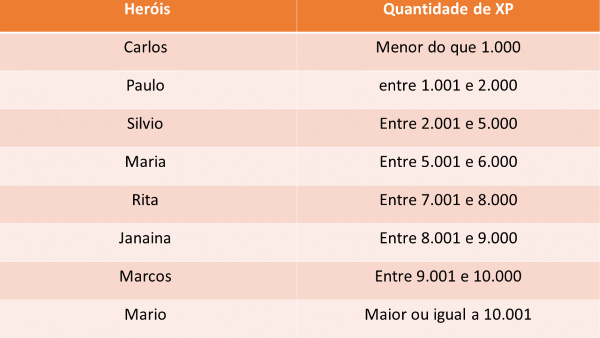 Heróis Quantidade de XP
Carlos Menor do que 1.000
Paulo entre 1.001 e 2.000
Silvio Entre 2.001 e 5.000
Maria Entre 5.001 e 6.000
Rita Entre 7.001 e 8.000
Janaina Entre 8.001 e 9.000
Marcos Entre 9.001 e 10.000
Mario Maior ou igual a 10.001